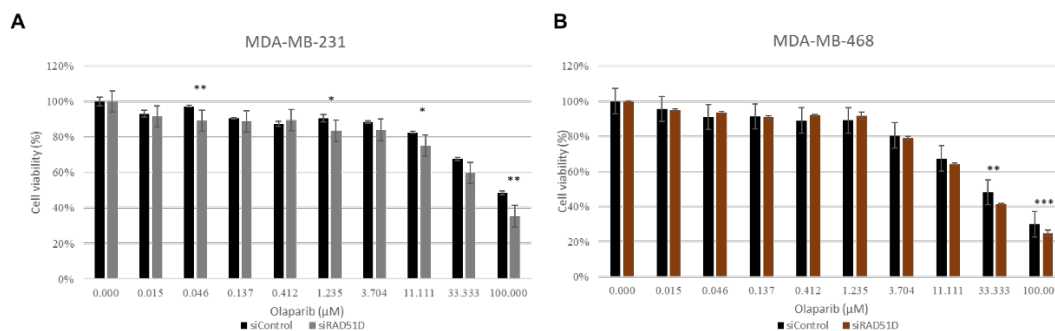 A
MDA-MB-231
Cell viability (%)
120%
100%
80%
60%
40%
20%
0%
**
*
*
**
0.000 0.015 0.046 0.137 0.412 1.235 3.704 11.111 33.333 100.000
Olaparib (μM)
siControl siRAD51D
B
MDA-MB-468
Cell viability (%)
120%
100%
80%
60%
40%
20%
0%
**
***
0.000 0.015 0.046 0.137 0.412 1.235 3.704 11.111 33.333 100.00
Olaparib (μM)
siControl siRAD51D